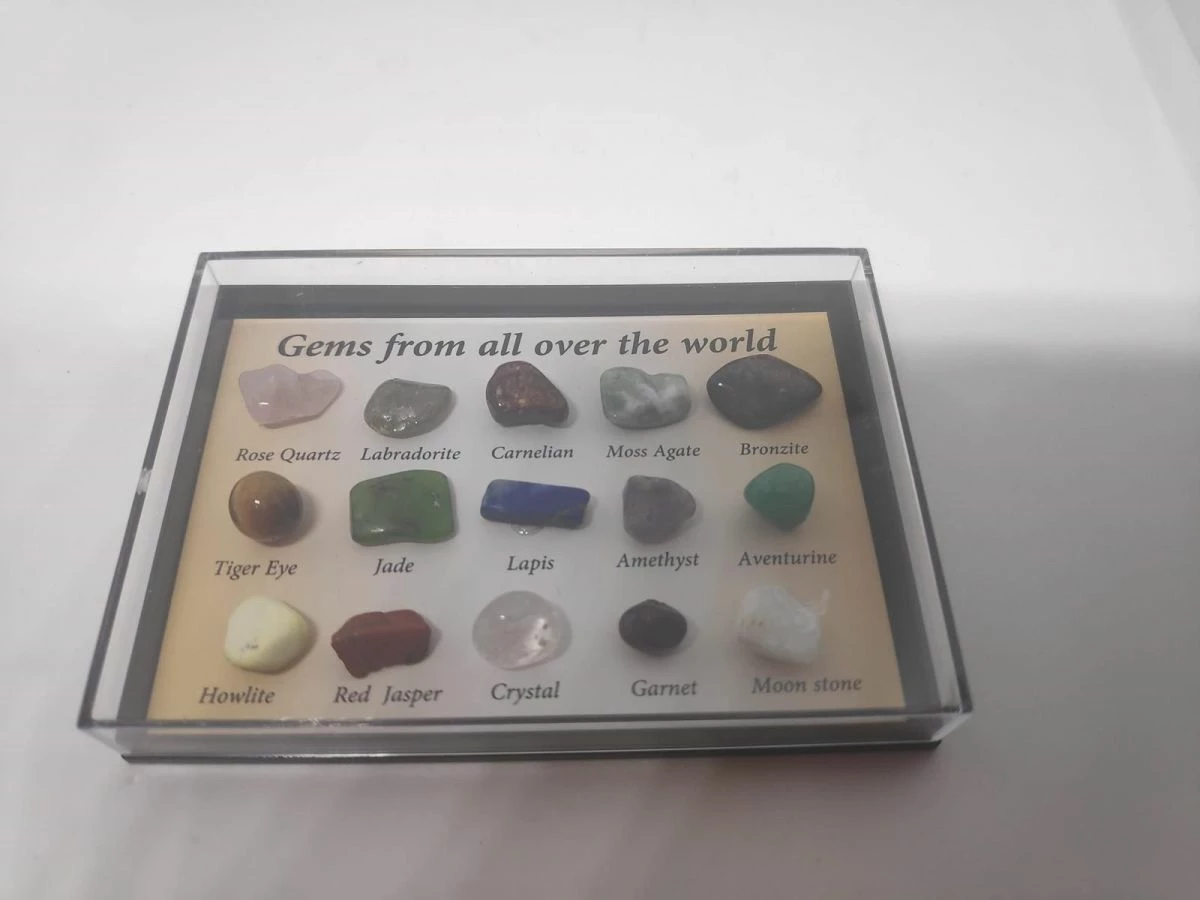 Gems from all over the world
Rose Quartz Labradorite Carnelian Moss Agate Bronzite
Tiger Eye Jade Lapis Amethyst Aventurine
Howlite Red Jasper Crystal Garnet Moon stone